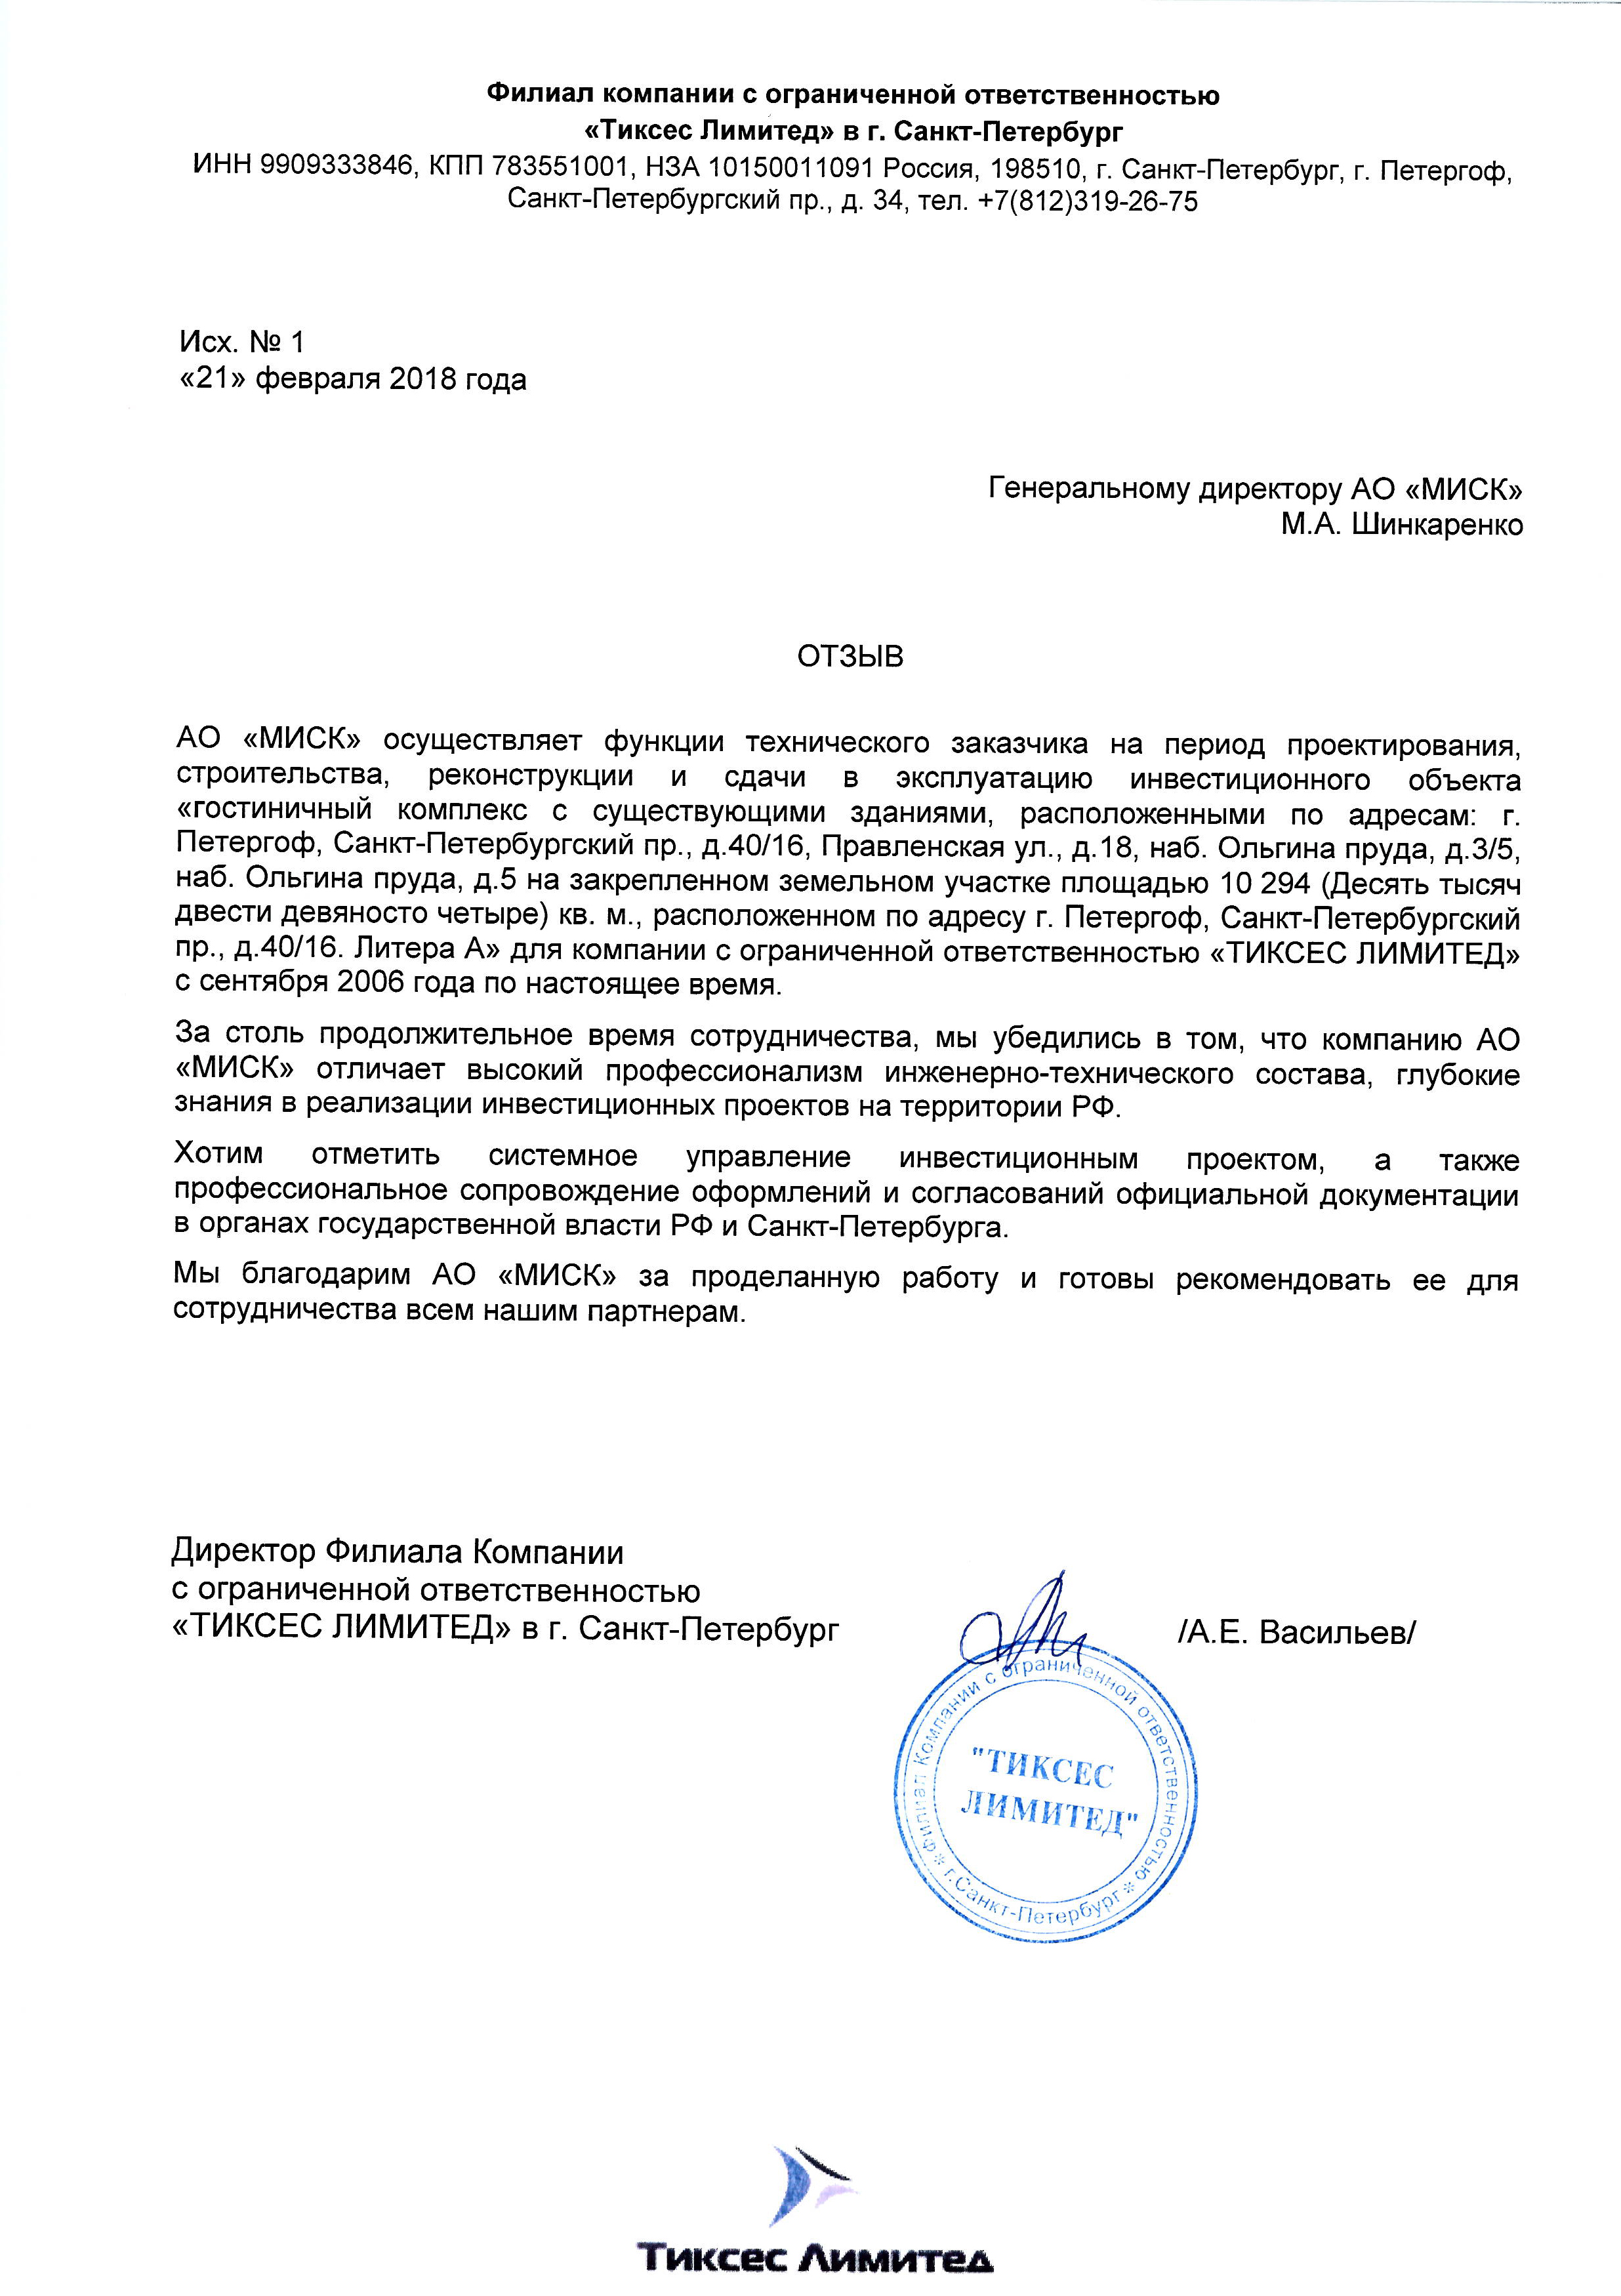 Филиал компании с ограниченной ответственностью
«Тиксес Лимитед» в г. Санкт-Петербург
ИНН 9909333846, КПП 783551001, НЗА 10150011091 Россия, 198510, г. Санкт-Петербург, г. Петергоф,
Санкт-Петербургский пр., д. 34, тел. +7(812)319-26-75
Исх. № 1
«21» февраля 2018 года
Генеральному директору АО «МИСК»
М.А. Шинкаренко
ОТЗЫВ
АО «МИСК» осуществляет функции технического заказчика на период проектирования,
строительства, реконструкции и сдачи в эксплуатацию инвестиционного объекта
«гостиничный комплекс с существующими зданиями, расположенными по адресам: г.
Петергоф, Санкт-Петербургский пр., д.40/16, Правленская ул., д.18, наб. Ольгина пруда, д.3/5,
наб. Ольгина пруда, д.5 на закрепленном земельном участке площадью 10 294 (Десять тысяч
двести девяносто четыре) кв. м., расположенном по адресу г. Петергоф, Санкт-Петербургский
пр., д.40/16. Литера А» для компании с ограниченной ответственностью «ТИКСЕС ЛИМИТЕД»
с сентября 2006 года по настоящее время.
За столь продолжительное время сотрудничества, мы убедились в том, что компанию АО
«МИСК» отличает высокий профессионализм инженерно-технического состава, глубокие
знания в реализации инвестиционных проектов на территории РФ.
Хотим отметить системное управление инвестиционным проектом, а также
профессиональное сопровождение оформлений и согласований официальной документации
в органах государственной власти РФ и Санкт-Петербурга.
Мы благодарим АО «МИСК» за проделанную работу и готовы рекомендовать ее для
сотрудничества всем нашим партнерам.
Директор Филиала Компании
с ограниченной ответственностью
«ТИКСЕС ЛИМИТЕД» в г. Санкт-Петербург
/А.Е. Васильев/
филиал Компании с ограниченной ответственностью
"ТИКСЕС
ЛИМИТЕД"
* г.Санкт-Петербург *
Тиксес Лимитед